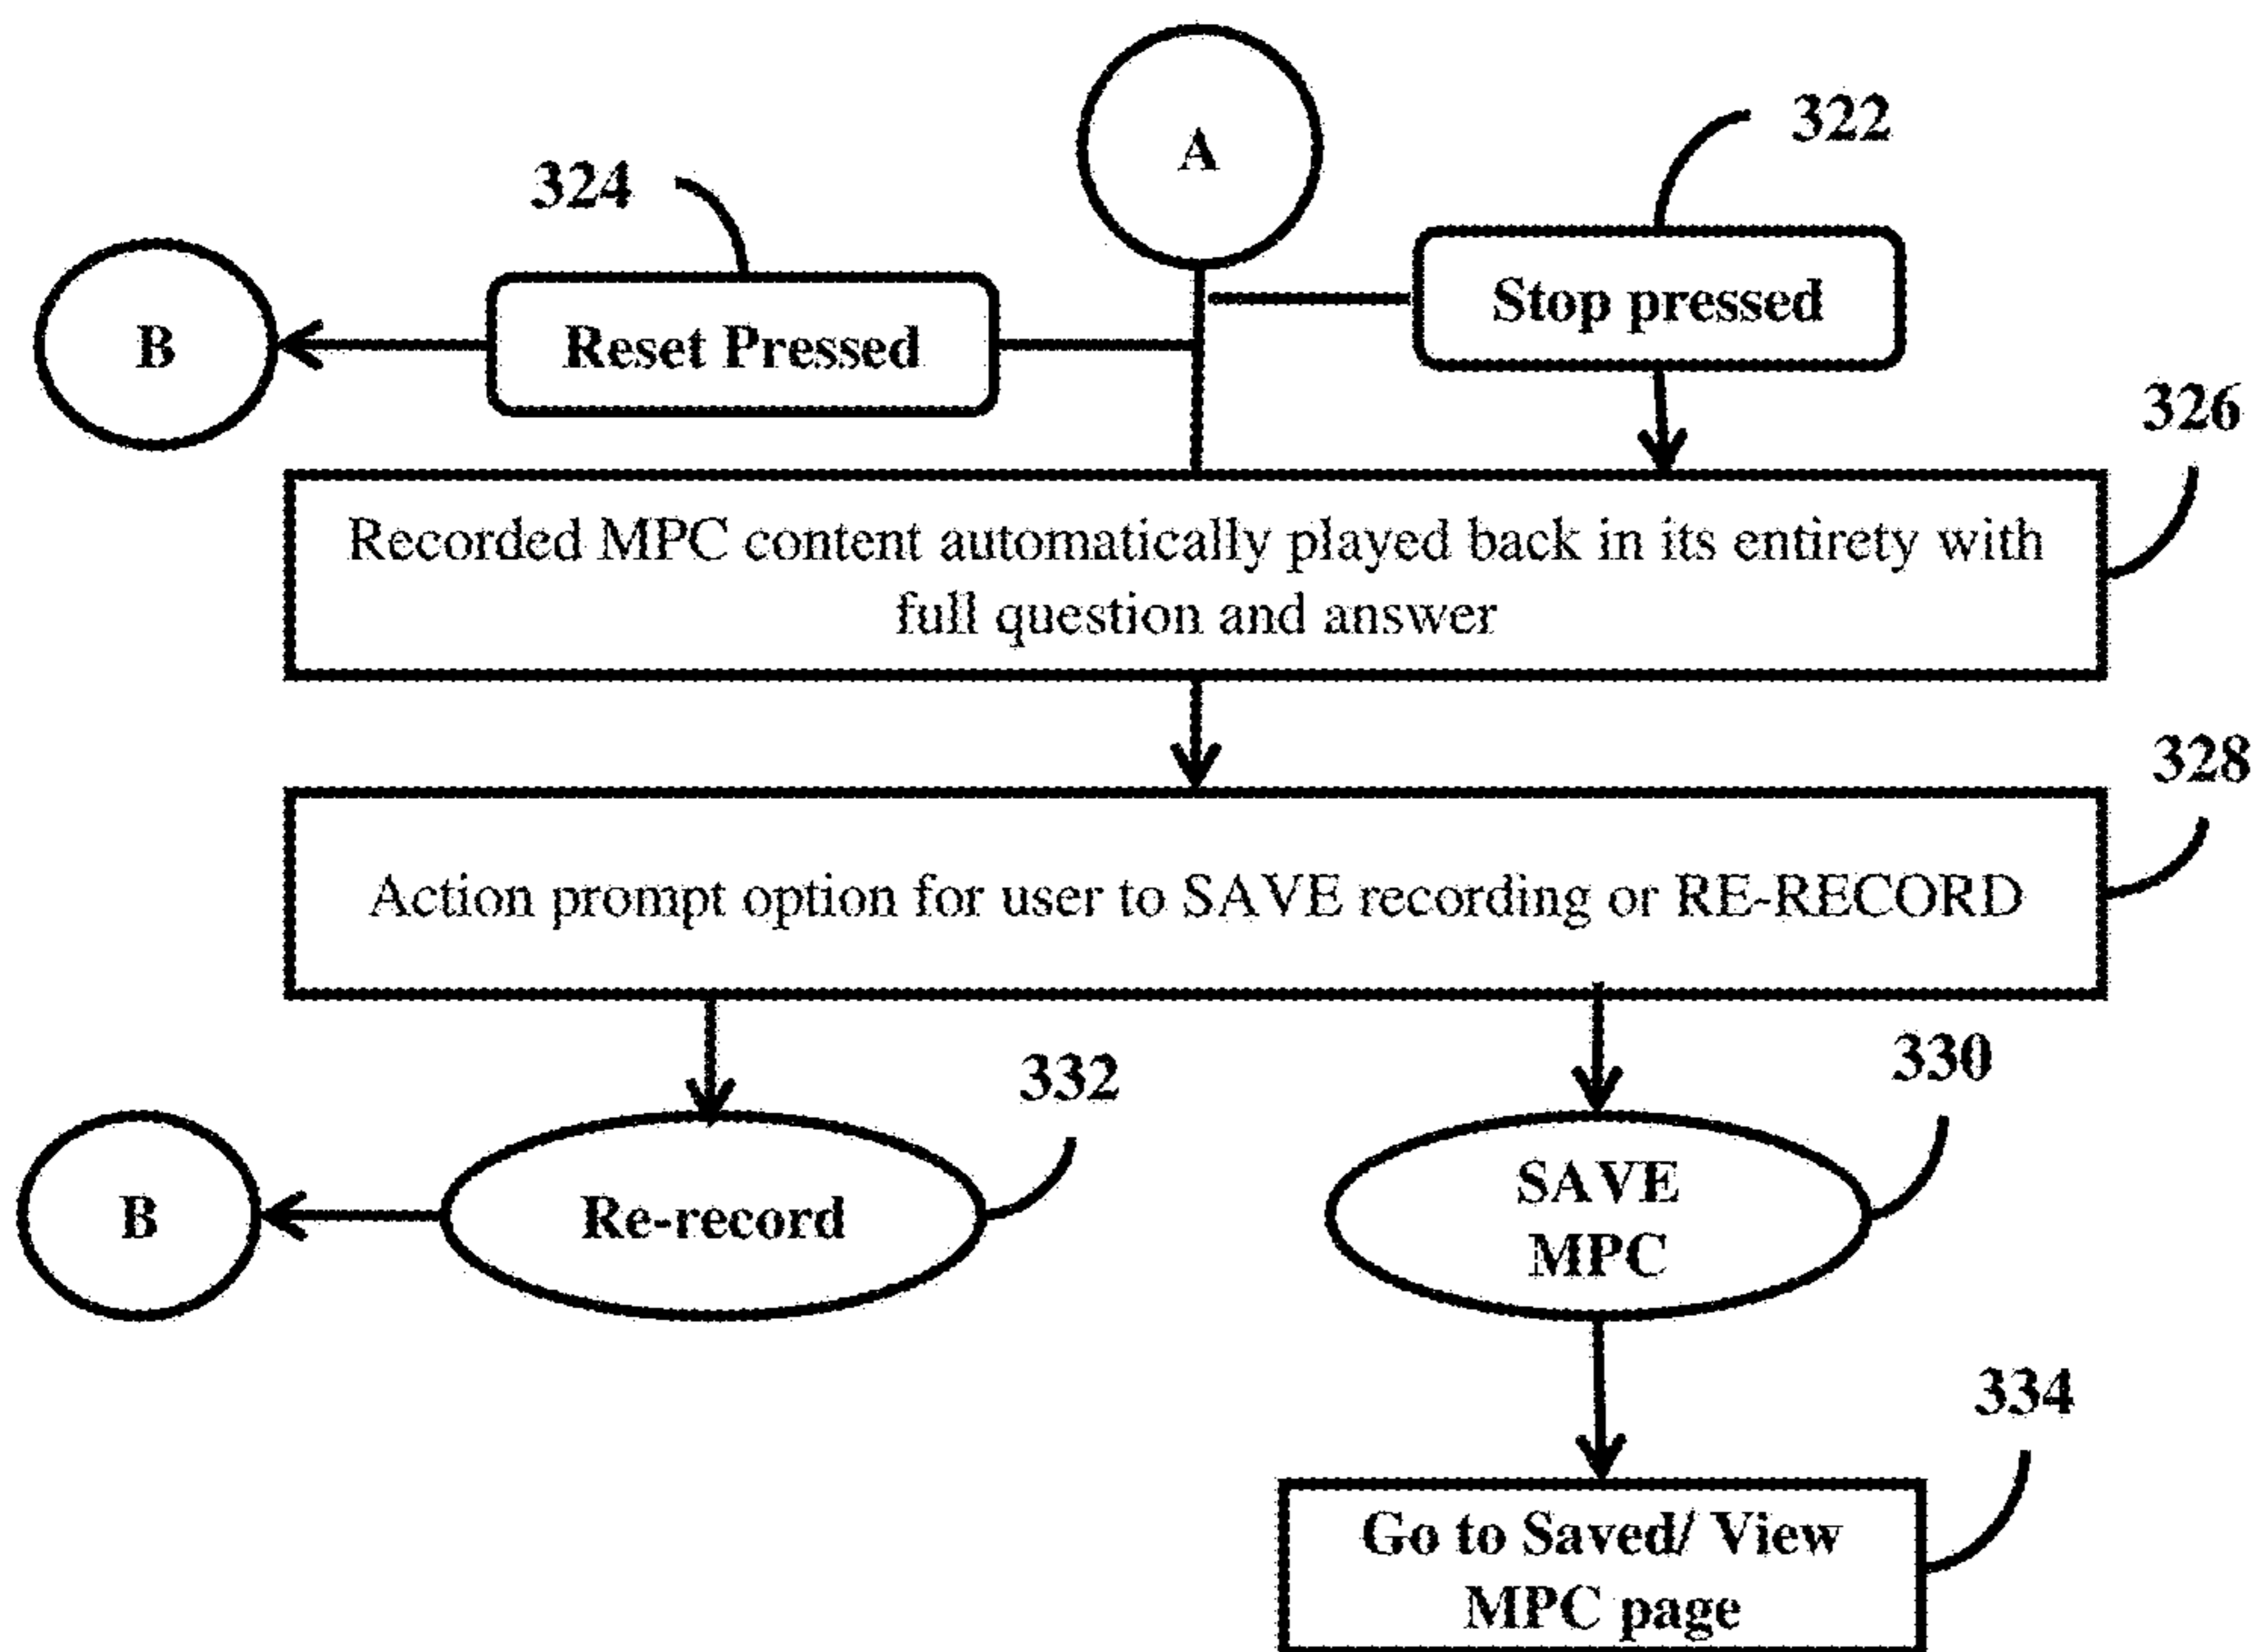 A
322
324
Stop pressed
B
Reset Pressed
326
Recorded MPC content automatically played back in its entirety with
full question and answer
328
Action prompt option for user to SAVE recording or RE-RECORD
332
330
B
Re-record
SAVE
MPC
334
Go to Saved/ View
MPC page